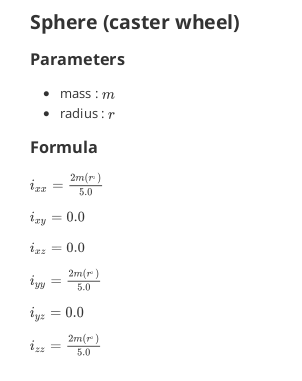 Sphere (caster wheel)
Parameters
• mass : m
• radius : r
Formula
i_{xx} = \frac{2m(r^{2})}{5.0}
i_{xy} = 0.0
i_{xz} = 0.0
i_{yy} = \frac{2m(r^{2})}{5.0}
i_{yz} = 0.0
i_{zz} = \frac{2m(r^{2})}{5.0}